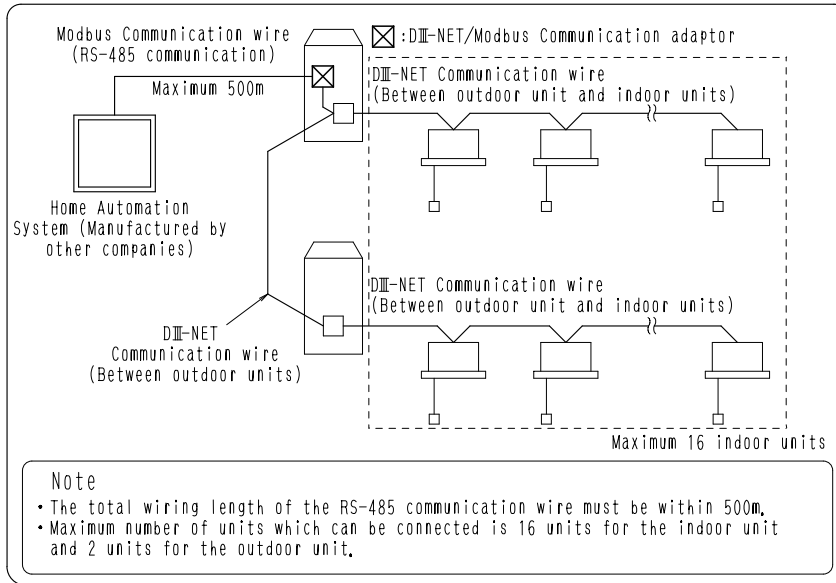 Modbus Communication wire
(RS-485 communication)
Maximum 500m
:DⅢ-NET/Modbus Communication adaptor
DⅢ-NET Communication wire
(Between outdoor unit and indoor units)
Home Automation
System (Manufactured by
other companies)
DⅢ-NET Communication wire
(Between outdoor unit and indoor units)
DⅢ-NET
Communication wire
(Between outdoor units)
Maximum 16 indoor units
Note
• The total wiring length of the RS-485 communication wire must be within 500m.
• Maximum number of units which can be connected is 16 units for the indoor unit
and 2 units for the outdoor unit.